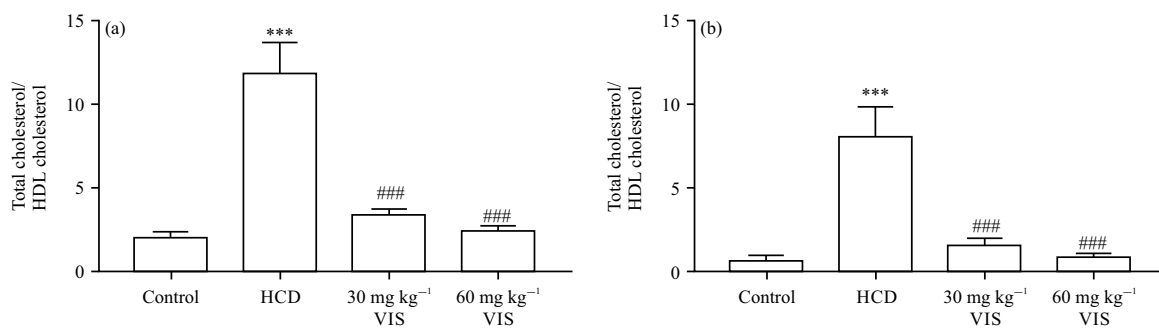 (a)
Total cholesterol/
HDL cholesterol
15
10
5
0
***
###
###
Control
HCD
30 mg kg⁻¹
VIS
60 mg kg⁻¹
VIS
(b)
Total cholesterol/
HDL cholesterol
15
10
5
0
***
###
###
Control
HCD
30 mg kg⁻¹
VIS
60 mg kg⁻¹
VIS